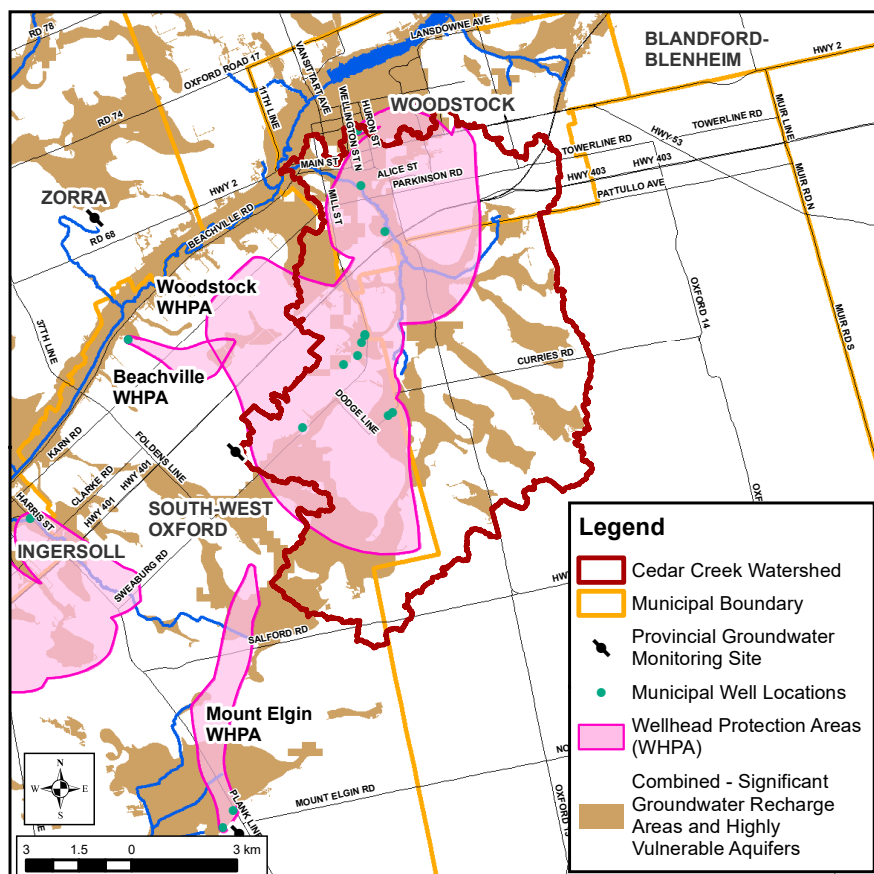 RD 78
LANSDOWNE AVE
BLANDFORD-
BLENHEIM
HWY 2
OXFORD ROAD 17
VANSITTART AVE
11TH LINE
WELLINGTON ST N
HURON ST
WOODSTOCK
RD 74
MUIR LINE
TOWERLINE RD
HWY 53
TOWERLINE RD
MAIN ST
ALICE ST
PARKINSON RD
HWY 403
HWY 403
PATTULLO AVE
HWY 2
ZORRA
MILL ST
MUIR RD N
RD 68
BEACHVILLE RD
Woodstock
WHPA
OXFORD 14
37TH LINE
MUIR RD S
CURRIES RD
Beachville
WHPA
DODGE LINE
KARN RD
FOLDENS LINE
CLARKE RD
HWY 401
HWY 401
HARRIS ST
SOUTH-WEST
OXFORD
INGERSOLL
SWEABURG RD
HW
SALFORD RD
Mount Elgin
WHPA
NO
MOUNT ELGIN RD
PLANK LINE
N
W E
S
3 1.5 0 3 km
Legend
Cedar Creek Watershed
Municipal Boundary
Provincial Groundwater
Monitoring Site
Municipal Well Locations
Wellhead Protection Areas
(WHPA)
Combined - Significant
Groundwater Recharge
Areas and Highly
Vulnerable Aquifers